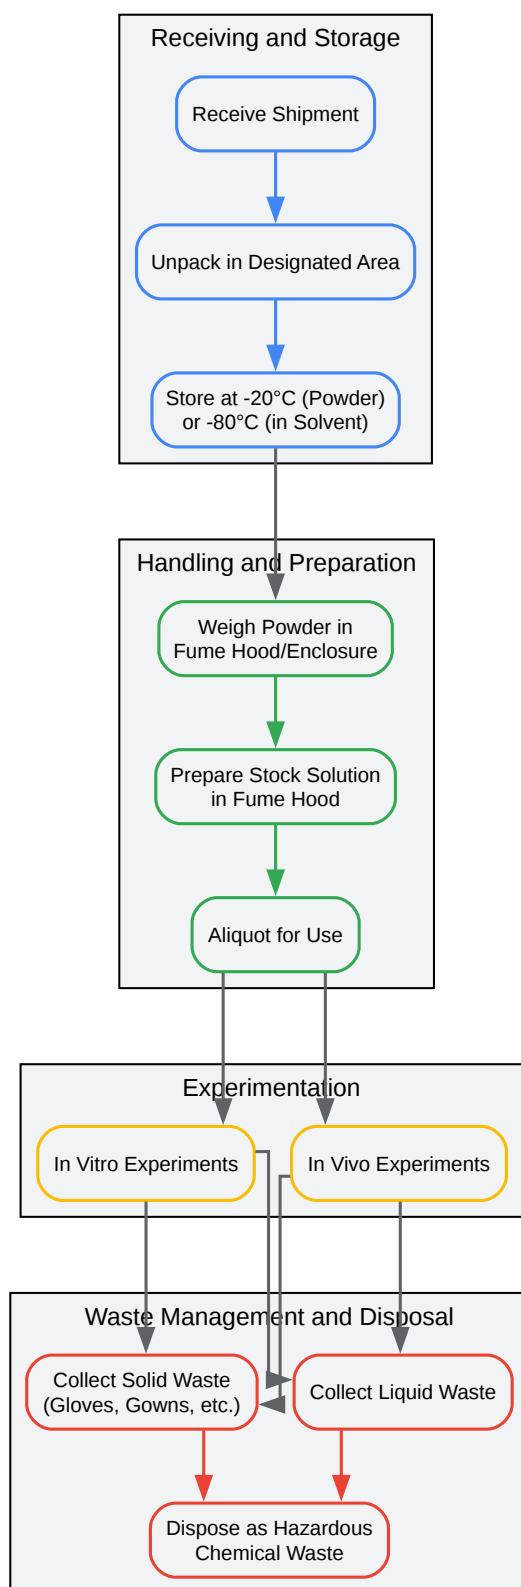 Receiving and Storage
Receive Shipment
Unpack in Designated Area
Store at -20°C (Powder)
or -80°C (in Solvent)
Handling and Preparation
Weigh Powder in
Fume Hood/Enclosure
Prepare Stock Solution
in Fume Hood
Aliquot for Use
Experimentation
In Vitro Experiments
In Vivo Experiments
Waste Management and Disposal
Collect Solid Waste
(Gloves, Gowns, etc.)
Collect Liquid Waste
Dispose as Hazardous
Chemical Waste